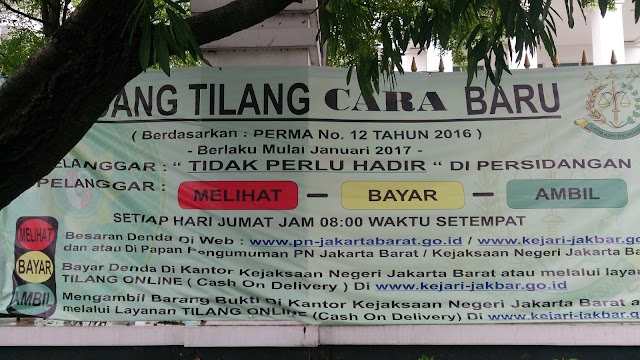 DANG TILANG CARA BARU
( Berdasarkan : PERMA No. 12 TAHUN 2016 )
- Berlaku Mulai Januari 2017 -
PELANGGAR : “ TIDAK PERLU HADIR “ DI PERSIDANGAN
PELANGGAR : MELIHAT – BAYAR – AMBIL
SETIAP HARI JUMAT JAM 08:00 WAKTU SETEMPAT
MELIHAT
Besaran Denda Di Web : www.pn-jakartabarat.go.id / www.kejari-jakbar.go
dan atau Di Papan Pengumuman PN Jakarta Barat / Kejaksaan Negeri Jakarta Ba
BAYAR
Bayar Denda Di Kantor Kejaksaan Negeri Jakarta Barat atau melalui layan
TILANG ONLINE ( Cash On Delivery ) Di www.kejari-jakbar.go.id
AMBIL
Mengambil Barang Bukti Di Kantor Kejaksaan Negeri Jakarta Barat a
melalui Layanan TILANG ONLINE (Cash On Delivery) Di www.kejari-jakbar.g